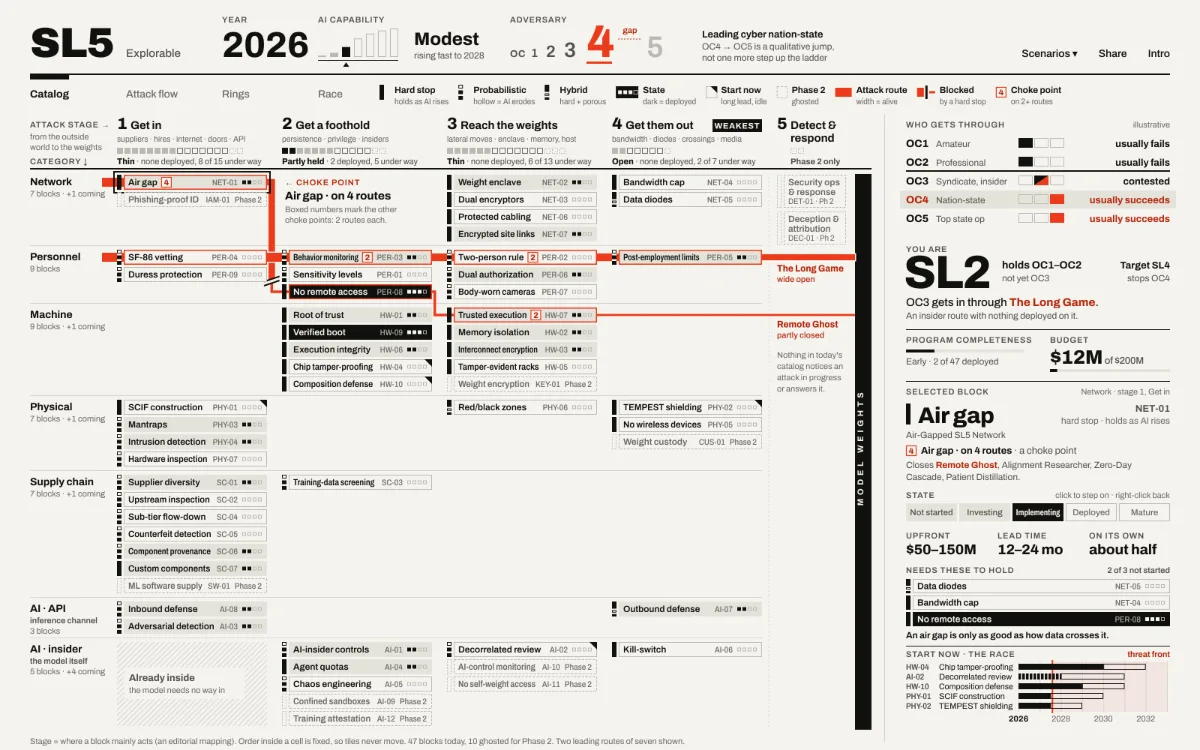 SL5 Explorable
YEAR
2026
AI CAPABILITY
Modest
rising fast to 2028
ADVERSARY
OC 1 2 3 4 gap 5
Leading cyber nation-state
OC4 → OC5 is a qualitative jump,
not one more step up the ladder
Scenarios ▾ Share Intro
Catalog Attack flow Rings Race
Hard stop
holds as AI rises
Probabilistic
hollow = AI erodes
Hybrid
hard + porous
State
dark = deployed
Start now
long lead, idle
Phase 2
ghosted
Attack route
width = alive
Blocked
by a hard stop
4 Choke point
on 2+ routes
ATTACK STAGE →
from the outside
world to the weights
CATEGORY ↓
1 Get in
suppliers · hires · internet · doors · API
Thin · none deployed, 8 of 15 under way
2 Get a foothold
persistence · privilege · insiders
Partly held · 2 deployed, 5 under way
3 Reach the weights
lateral moves · enclave · memory, host
Thin · none deployed, 6 of 13 under way
4 Get them out WEAKEST
bandwidth · diodes · crossings · media
Open · none deployed, 2 of 7 under way
5 Detect &
respond
Phase 2 only
Network
7 blocks · +1 coming
Air gap 4 NET-01
Phishing-proof ID IAM-01 Phase 2
← CHOKE POINT
Air gap · on 4 routes
Boxed numbers mark the other
choke points: 2 routes each.
Weight enclave NET-02
Dual encryptors NET-03
Protected cabling NET-06
Encrypted site links NET-07
Bandwidth cap NET-04
Data diodes NET-05
Security ops
& response
DET-01 · Ph 2
Deception &
attribution
DEC-01 · Ph 2
Personnel
9 blocks
SF-86 vetting PER-04
Duress protection PER-09
Behavior monitoring 2 PER-03
Sensitivity levels PER-01
No remote access PER-08
Two-person rule 2 PER-02
Dual authorization PER-06
Body-worn cameras PER-07
Post-employment limits PER-05
The Long Game
wide open
Machine
9 blocks · +1 coming
Root of trust HW-01
Verified boot HW-09
Execution integrity HW-06
Chip tamper-proofing HW-04
Composition defense HW-10
Trusted execution 2 HW-07
Memory isolation HW-02
Interconnect encryption HW-03
Tamper-evident racks HW-05
Weight encryption KEY-01 Phase 2
Remote Ghost
partly closed
Nothing in today's
catalog notices an
attack in progress
or answers it.
MODEL WEIGHTS
Physical
7 blocks · +1 coming
SCIF construction PHY-01
Mantraps PHY-03
Intrusion detection PHY-04
Hardware inspection PHY-07
Red/black zones PHY-06
TEMPEST shielding PHY-02
No wireless devices PHY-05
Weight custody CUS-01 Phase 2
Supply chain
7 blocks · +1 coming
Supplier diversity SC-01
Upstream inspection SC-02
Sub-tier flow-down SC-04
Counterfeit detection SC-05
Component provenance SC-06
Custom components SC-07
ML software supply SW-01 Phase 2
Training-data screening SC-03
AI · API
inference channel
3 blocks
Inbound defense AI-08
Adversarial detection AI-03
Outbound defense AI-07
AI · insider
the model itself
5 blocks · +4 coming
Already inside
the model needs no way in
AI-insider controls AI-01
Agent quotas AI-04
Chaos engineering AI-05
Confined sandboxes AI-09 Phase 2
Training attestation AI-12 Phase 2
Decorrelated review AI-02
AI-control monitoring AI-10 Phase 2
No self-weight access AI-11 Phase 2
Kill-switch AI-06
Stage = where a block mainly acts (an editorial mapping). Order inside a cell is fixed, so tiles never move. 47 blocks today, 10 ghosted for Phase 2. Two leading routes of seven shown.
WHO GETS THROUGH illustrative
OC1 Amateur usually fails
OC2 Professional usually fails
OC3 Syndicate, insider contested
OC4 Nation-state usually succeeds
OC5 Top state op usually succeeds
YOU ARE
SL2 holds OC1–OC2
not yet OC3
Target SL4
stops OC4
OC3 gets in through The Long Game.
An insider route with nothing deployed on it.
PROGRAM COMPLETENESS
Early · 2 of 47 deployed
BUDGET
$12M of $200M
SELECTED BLOCK Network · stage 1, Get in
Air gap
NET-01
hard stop · holds as AI rises
Air-Gapped SL5 Network
4 Air gap · on 4 routes · a choke point
Closes Remote Ghost, Alignment Researcher, Zero-Day
Cascade, Patient Distillation.
STATE click to step on · right-click back
Not started Investing Implementing Deployed Mature
UPFRONT
$50–150M
LEAD TIME
12–24 mo
ON ITS OWN
about half
NEEDS THESE TO HOLD 2 of 3 not started
Data diodes NET-05
Bandwidth cap NET-04
No remote access PER-08
An air gap is only as good as how data crosses it.
START NOW · THE RACE threat front
HW-04 Chip tamper-proofing
AI-02 Decorrelated review
HW-10 Composition defense
PHY-01 SCIF construction
PHY-02 TEMPEST shielding
2026 2028 2030 2032